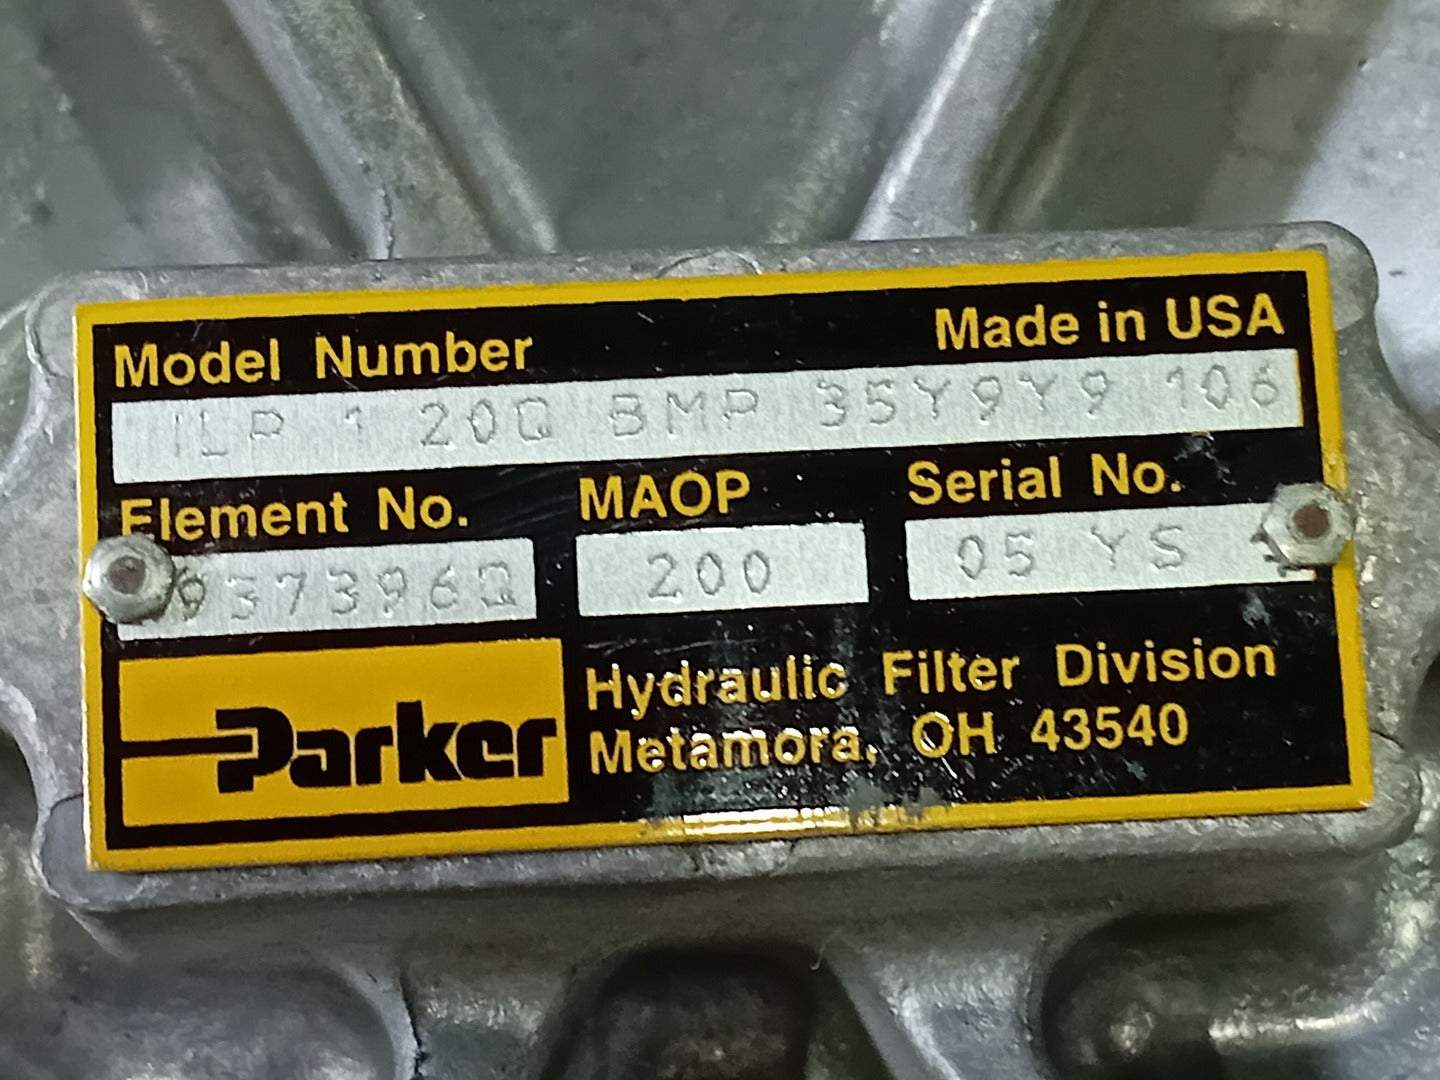 Model Number Made in USA
ILP 1 20Q BMP 35Y9Y9 106
Element No. MAOP Serial No.
937396Q 200 05 YS
Parker Hydraulic Filter Division
Metamora, OH 43540